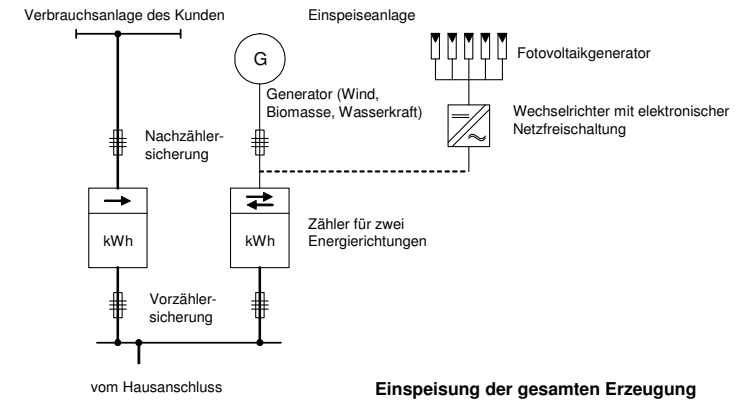 Verbrauchsanlage des Kunden
Einspeiseanlage
G
Fotovoltaikgenerator
Generator (Wind,
Biomasse, Wasserkraft)
Wechselrichter mit elektronischer
Netzfreischaltung
Nachzähler-
sicherung
kWh
kWh
Zähler für zwei
Energierichtungen
Vorzähler-
sicherung
vom Hausanschluss
Einspeisung der gesamten Erzeugung